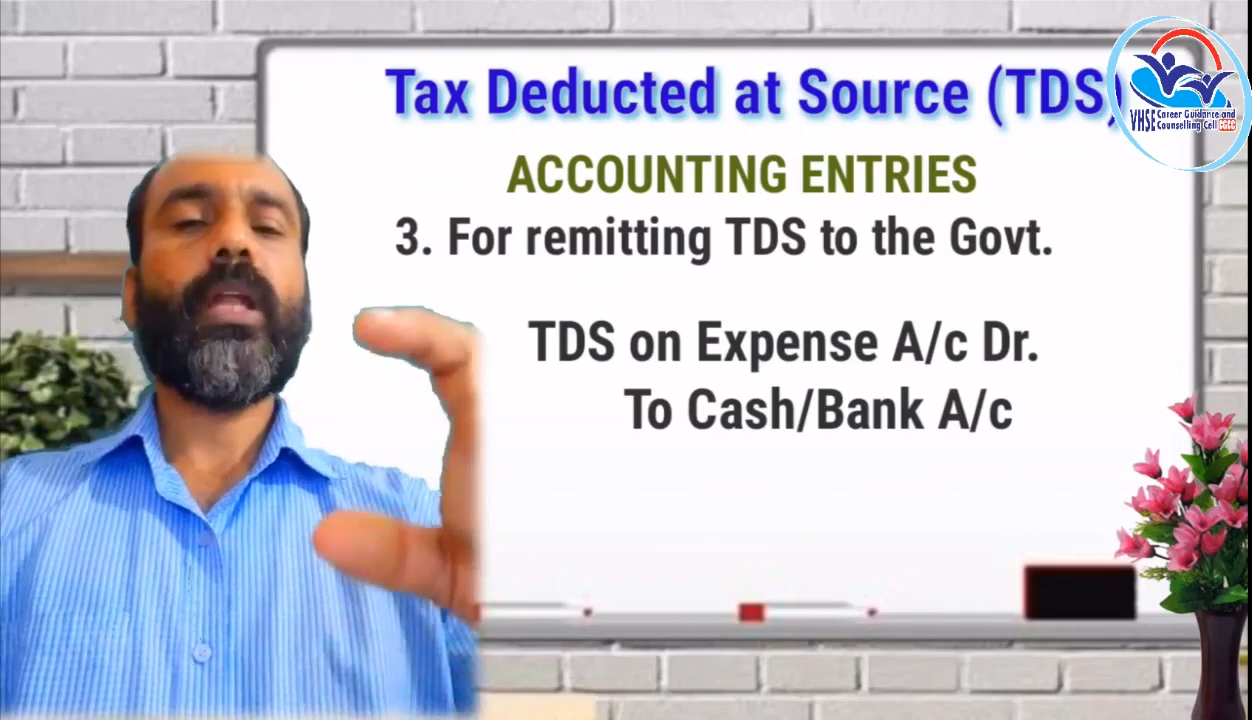 Tax Deducted at Source (TDS)
VHSE Career Guidance and
Counselling Cell CGCC
ACCOUNTING ENTRIES
3. For remitting TDS to the Govt.
TDS on Expense A/c Dr.
To Cash/Bank A/c